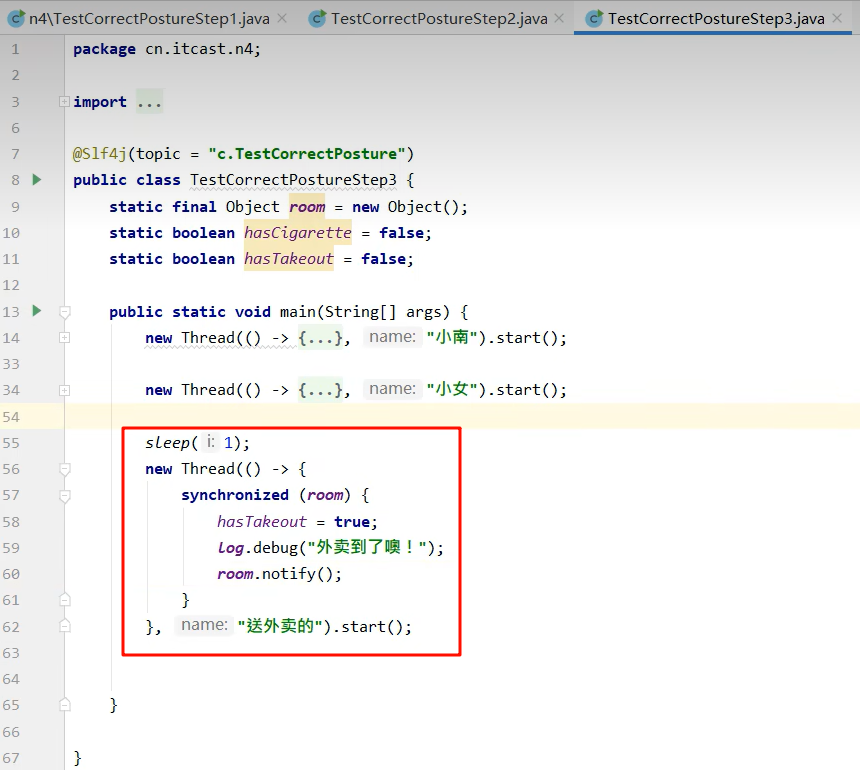 n4\TestCorrectPostureStep1.java × TestCorrectPostureStep2.java × TestCorrectPostureStep3.java ×
1 package cn.itcast.n4;
2
3 import ...
6
7 @Slf4j(topic = "c.TestCorrectPosture")
8 public class TestCorrectPostureStep3 {
9 static final Object room = new Object();
10 static boolean hasCigarette = false;
11 static boolean hasTakeout = false;
12
13 public static void main(String[] args) {
14 new Thread(() -> {...}, name: "小南").start();
33
34 new Thread(() -> {...}, name: "小女").start();
54
55 sleep( i: 1);
56 new Thread(() -> {
57 synchronized (room) {
58 hasTakeout = true;
59 log.debug("外卖到了噢！");
60 room.notify();
61 }
62 }, name: "送外卖的").start();
63
64
65 }
66
67 }